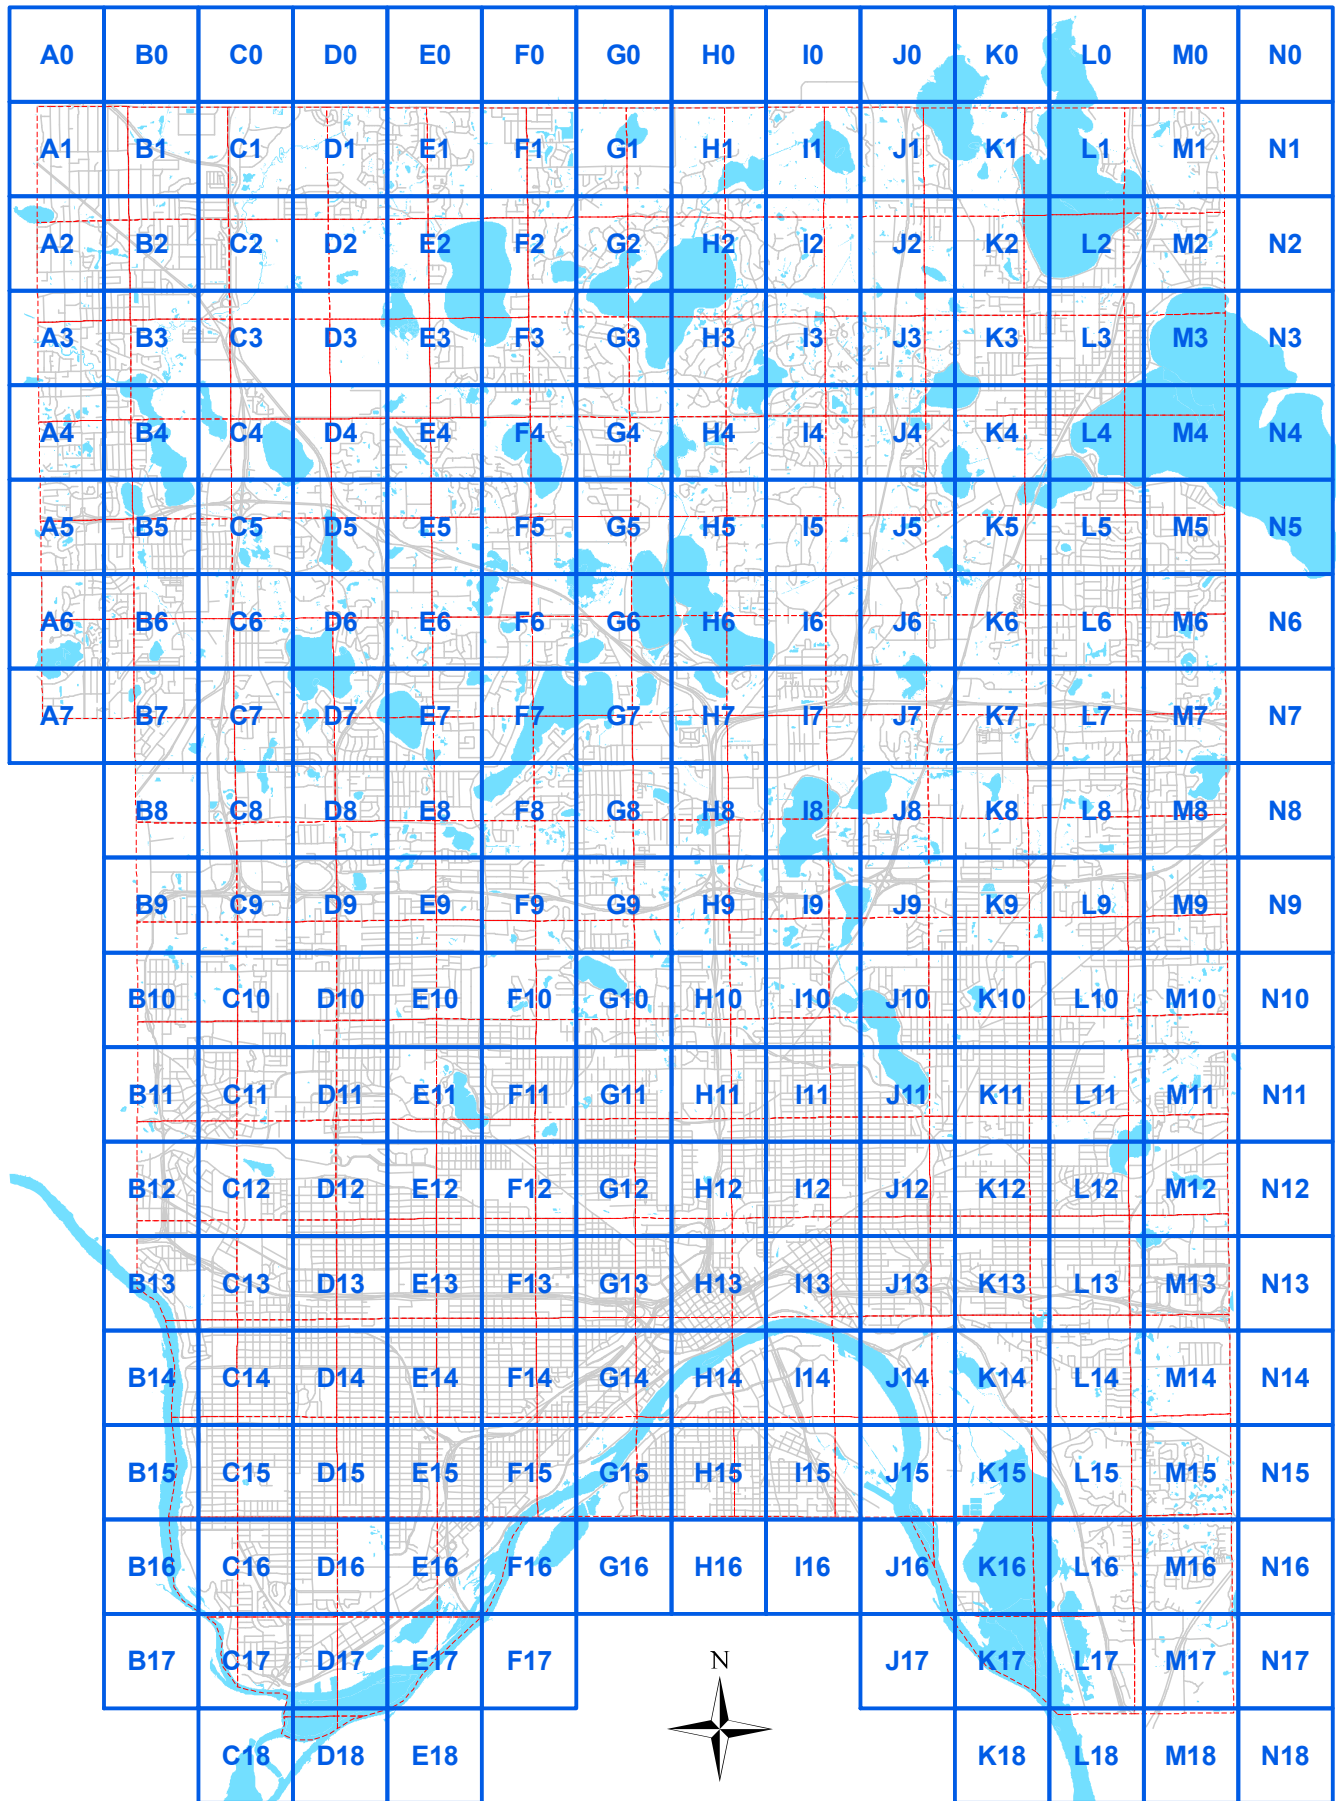 A0 B0 C0 D0 E0 F0 G0 H0 I0 J0 K0 L0 M0 N0
A1 B1 C1 D1 E1 F1 G1 H1 I1 J1 K1 L1 M1 N1
A2 B2 C2 D2 E2 F2 G2 H2 I2 J2 K2 L2 M2 N2
A3 B3 C3 D3 E3 F3 G3 H3 I3 J3 K3 L3 M3 N3
A4 B4 C4 D4 E4 F4 G4 H4 I4 J4 K4 L4 M4 N4
A5 B5 C5 D5 E5 F5 G5 H5 I5 J5 K5 L5 M5 N5
A6 B6 C6 D6 E6 F6 G6 H6 I6 J6 K6 L6 M6 N6
A7 B7 C7 D7 E7 F7 G7 H7 I7 J7 K7 L7 M7 N7
B8 C8 D8 E8 F8 G8 H8 I8 J8 K8 L8 M8 N8
B9 C9 D9 E9 F9 G9 H9 I9 J9 K9 L9 M9 N9
B10 C10 D10 E10 F10 G10 H10 I10 J10 K10 L10 M10 N10
B11 C11 D11 E11 F11 G11 H11 I11 J11 K11 L11 M11 N11
B12 C12 D12 E12 F12 G12 H12 I12 J12 K12 L12 M12 N12
B13 C13 D13 E13 F13 G13 H13 I13 J13 K13 L13 M13 N13
B14 C14 D14 E14 F14 G14 H14 I14 J14 K14 L14 M14 N14
B15 C15 D15 E15 F15 G15 H15 I15 J15 K15 L15 M15 N15
B16 C16 D16 E16 F16 G16 H16 I16 J16 K16 L16 M16 N16
B17 C17 D17 E17 F17 N J17 K17 L17 M17 N17
C18 D18 E18 K18 L18 M18 N18